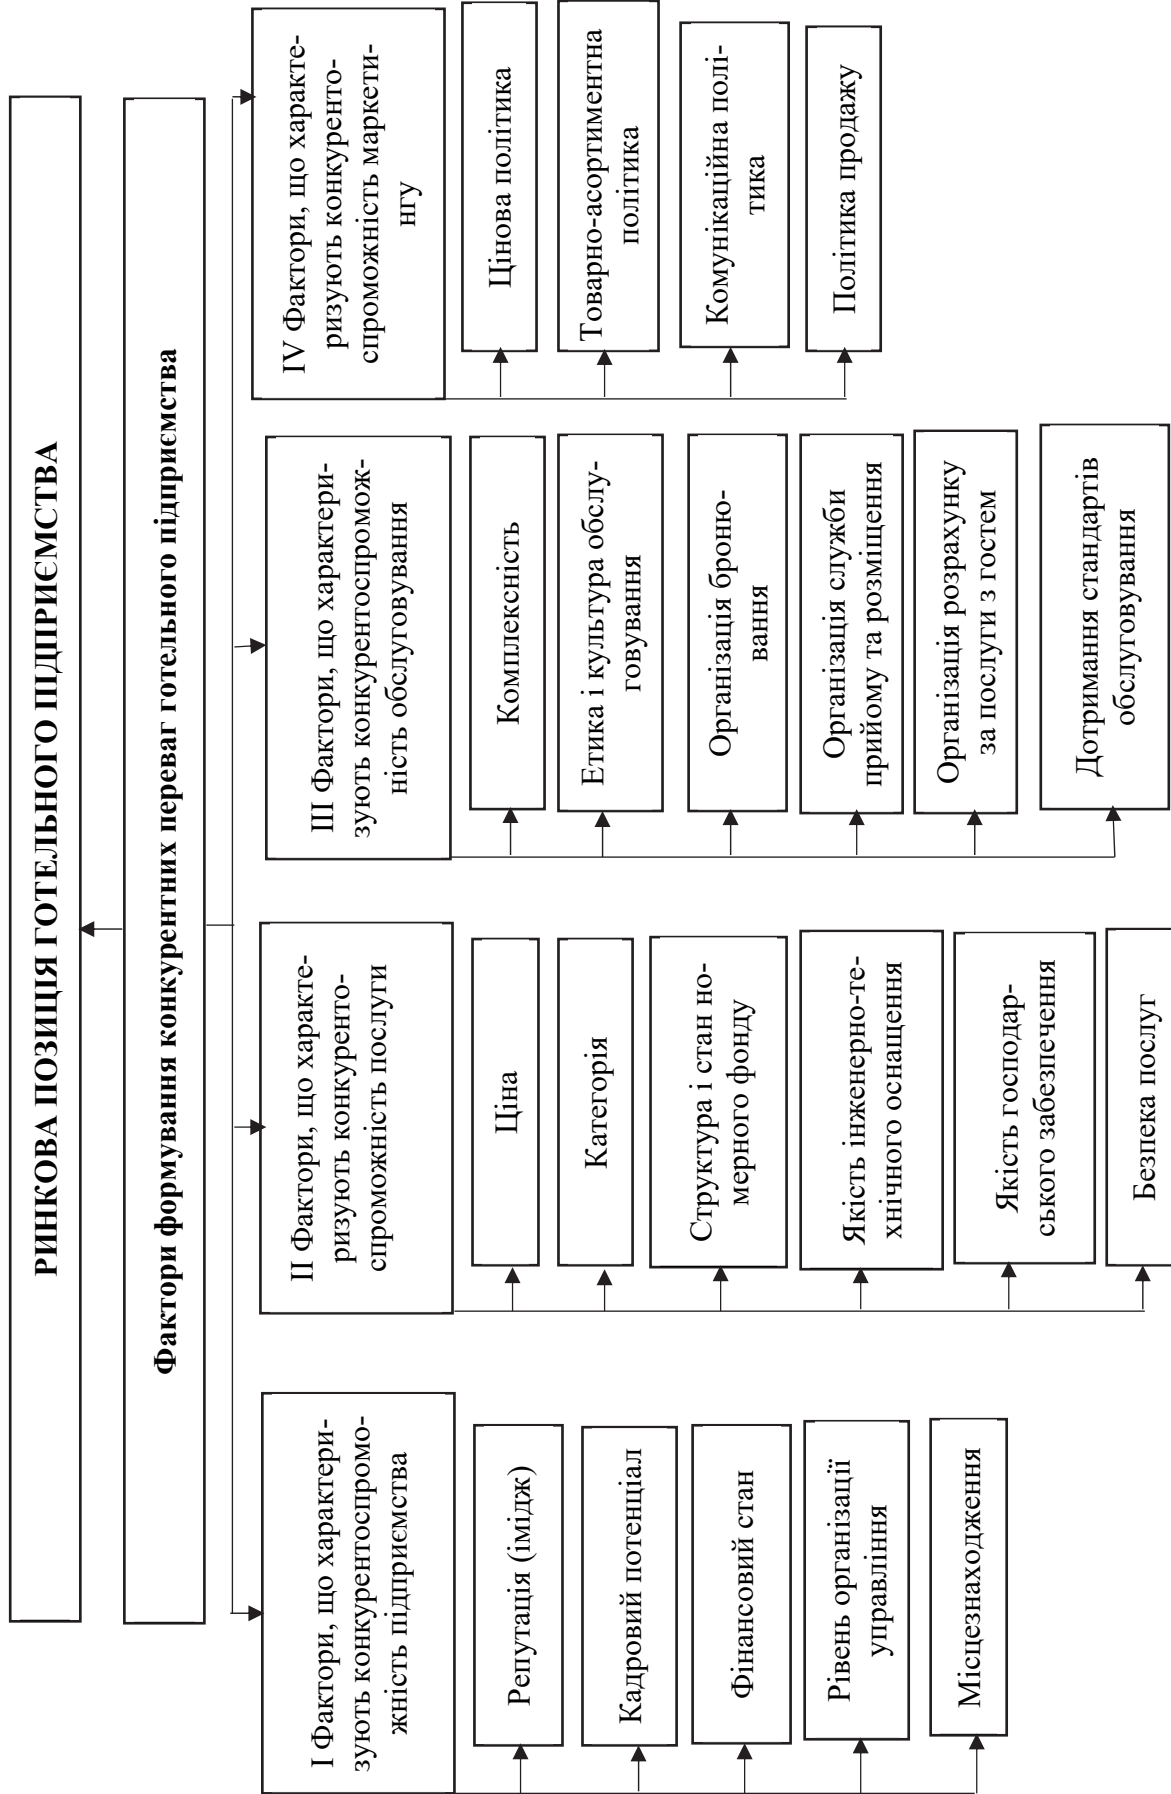 РИНКОВА ПОЗИЦІЯ ГОТЕЛЬНОГО ПІДПРИЄМСТВА
Фактори формування конкурентних переваг готельного підприємства
І Фактори, що характери-
зують конкурентоспромо-
жність підприємства
Репутація (імідж)
Кадровий потенціал
Фінансовий стан
Рівень організації
управління
Місцезнаходження
ІІ Фактори, що характе-
ризують конкуренто-
спроможність послуги
Ціна
Категорія
Структура і стан но-
мерного фонду
Якість інженерно-те-
хнічного оснащення
Якість господар-
ського забезпечення
Безпека послуг
ІІІ Фактори, що характери-
зують конкурентоспромож-
ність обслуговування
Комплексність
Етика і культура обслу-
говування
Організація броню-
вання
Організація служби
прийому та розміщення
Організація розрахунку
за послуги з гостем
Дотримання стандартів
обслуговування
IV Фактори, що характе-
ризують конкуренто-
спроможність маркети-
нгу
Цінова політика
Товарно-асортиментна
політика
Комунікаційна полі-
тика
Політика продажу